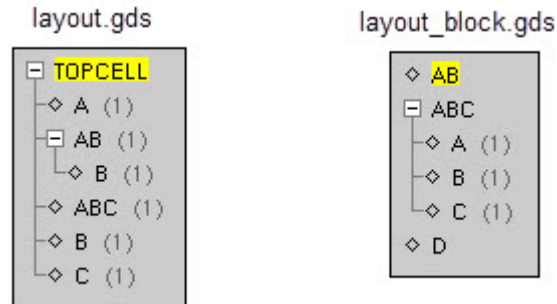 layout.gds
TOPCELL
A (1)
AB (1)
B (1)
ABC (1)
B (1)
C (1)
layout_block.gds
AB
ABC
A (1)
B (1)
C (1)
D